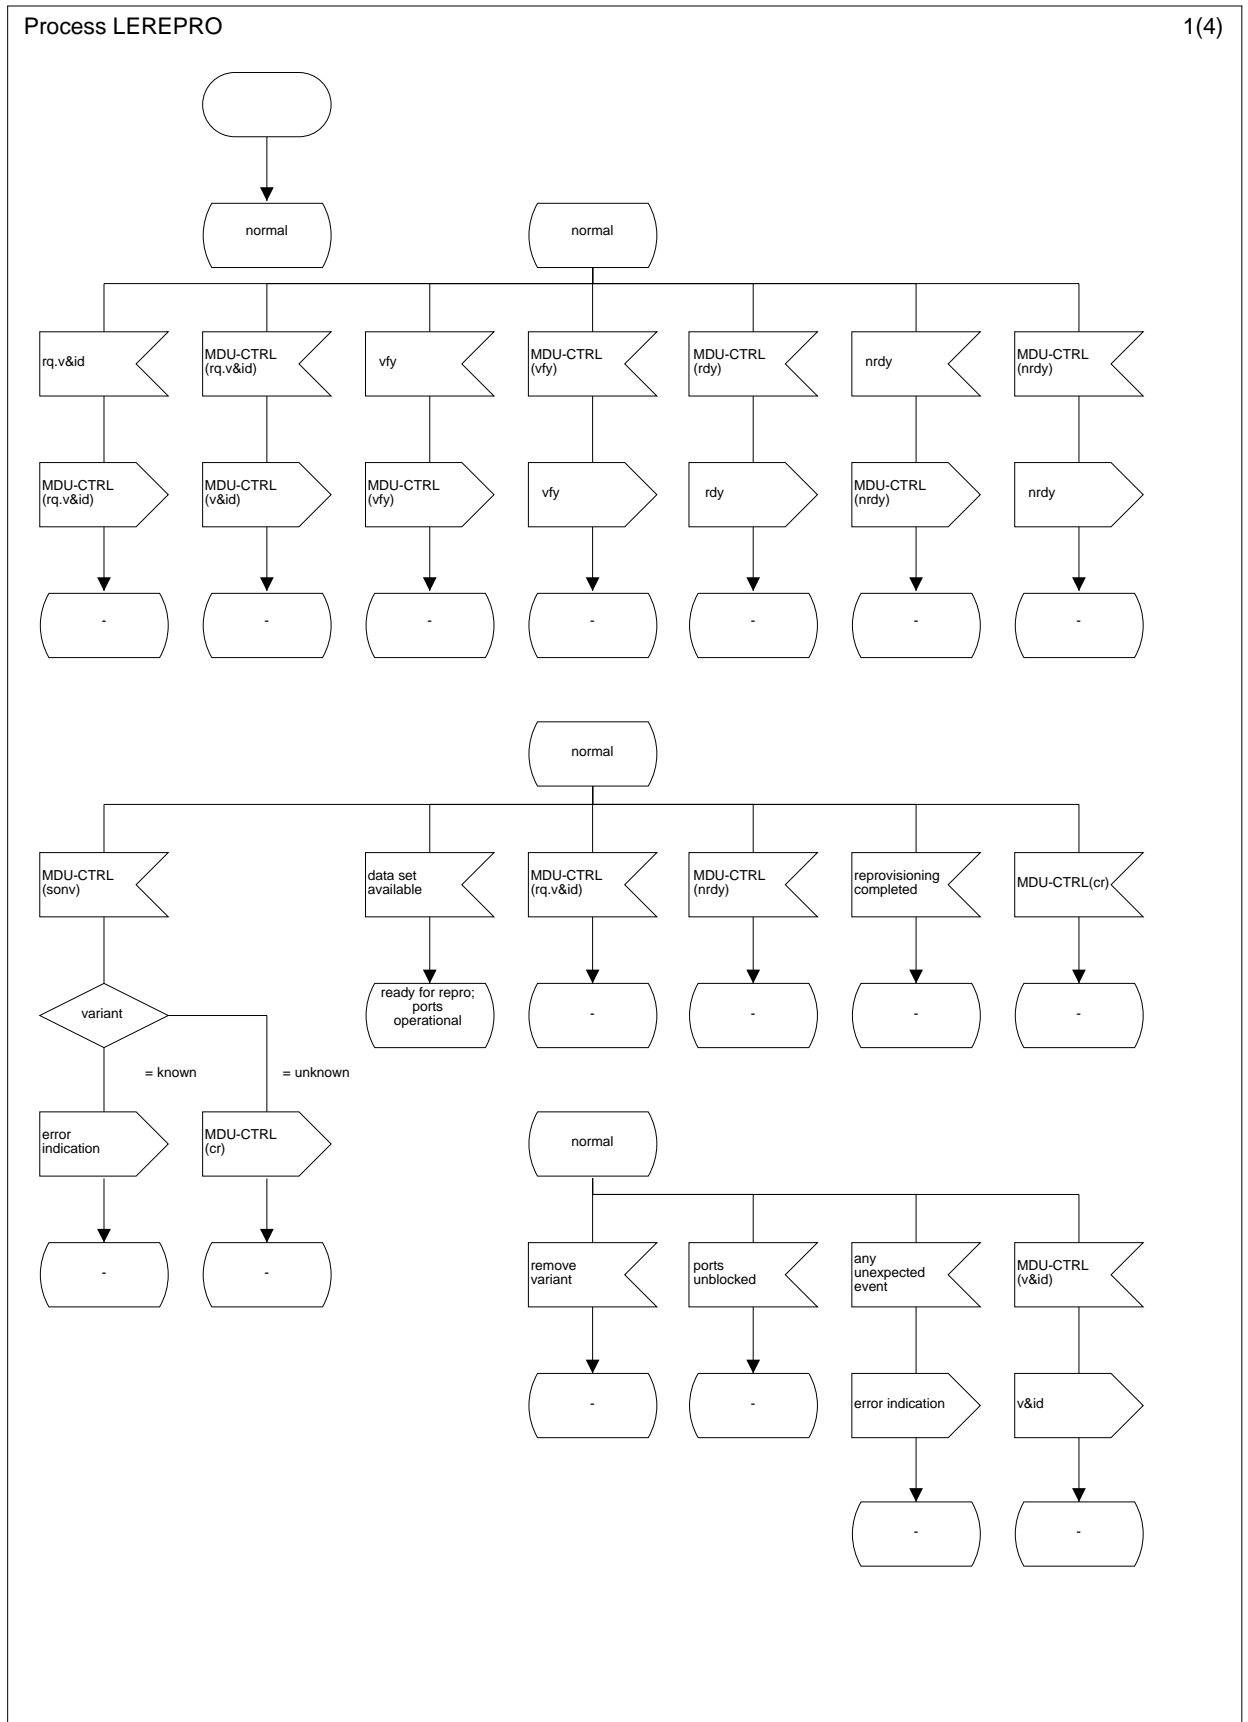 Process LEREPRO
1(4)
normal
normal
rq.v&id
MDU-CTRL
(rq.v&id)
vfy
MDU-CTRL
(vfy)
MDU-CTRL
(rdy)
nrdy
MDU-CTRL
(nrdy)
MDU-CTRL
(rq.v&id)
MDU-CTRL
(v&id)
MDU-CTRL
(vfy)
vfy
rdy
MDU-CTRL
(nrdy)
nrdy
-
-
-
-
-
-
-
normal
MDU-CTRL
(sonv)
data set
available
MDU-CTRL
(rq.v&id)
MDU-CTRL
(nrdy)
reprovisioning
completed
MDU-CTRL(cr)
variant
ready for repro;
ports
operational
-
-
-
-
= known
= unknown
error
indication
MDU-CTRL
(cr)
normal
-
-
remove
variant
ports
unblocked
any
unexpected
event
MDU-CTRL
(v&id)
-
-
error indication
v&id
-
-